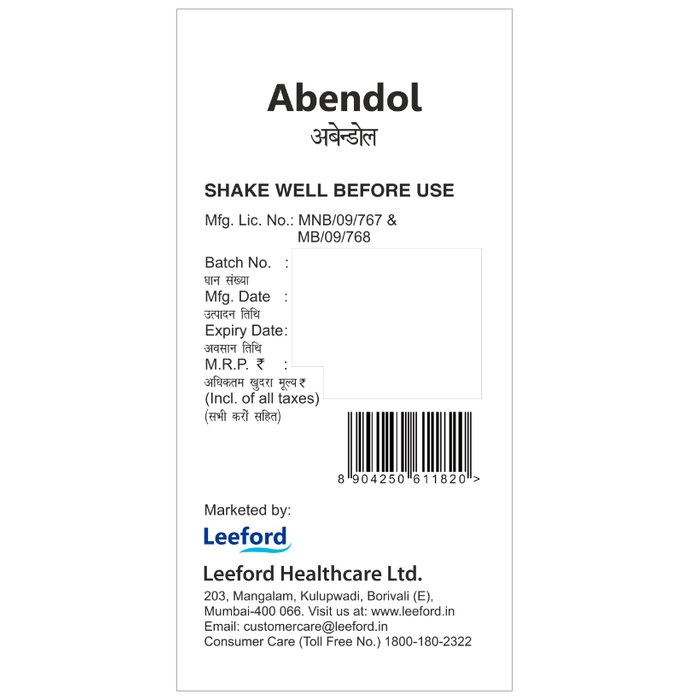 Abendol
अबेन्डोल
SHAKE WELL BEFORE USE
Mfg. Lic. No.: MNB/09/767 &
MB/09/768
Batch No. :
घान संख्या
Mfg. Date :
उत्पादन तिथि
Expiry Date:
अवसान तिथि
M.R.P. ₹ :
अधिकतम खुदरा मूल्य ₹
(Incl. of all taxes)
(सभी करों सहित)
8 904250 611820 >
Marketed by:
Leeford
Leeford Healthcare Ltd.
203, Mangalam, Kulupwadi, Borivali (E),
Mumbai-400 066. Visit us at: www.leeford.in
Email: customercare@leeford.in
Consumer Care (Toll Free No.) 1800-180-2322